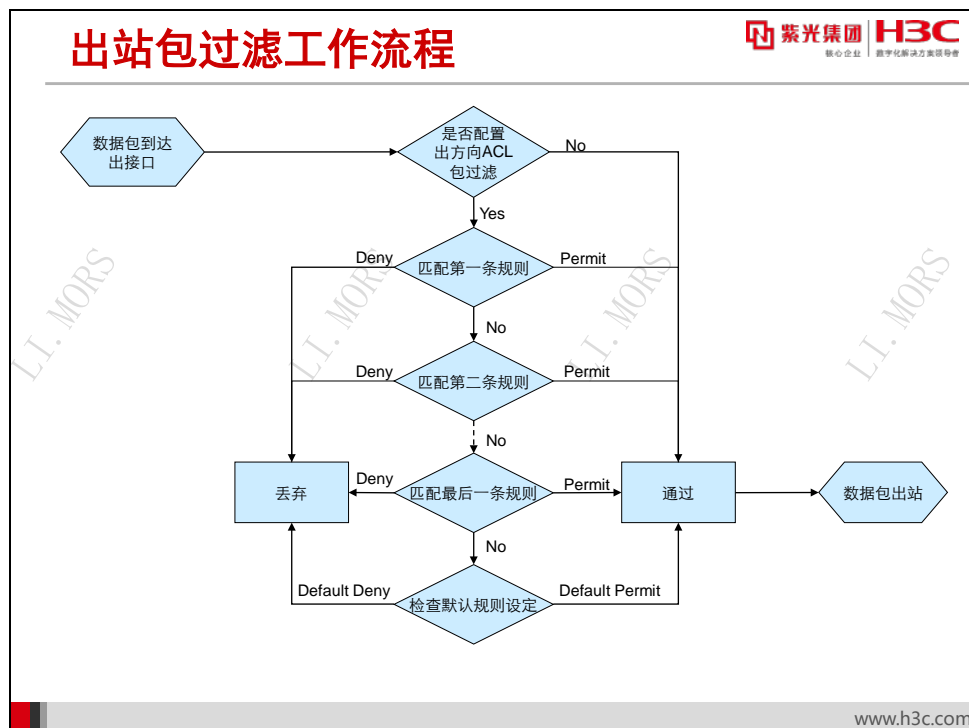 出站包过滤工作流程
紫光集团
核心企业
H3C
数字化解决方案领导者
数据包到达
出接口
是否配置
出方向ACL
包过滤
No
Yes
Deny
匹配第一条规则
Permit
No
Deny
匹配第二条规则
Permit
No
丢弃
Deny
匹配最后一条规则
Permit
通过
数据包出站
No
Default Deny
检查默认规则设定
Default Permit
LI. MORS
LI. MORS
LI. MORS
LI. MORS
www.h3c.com